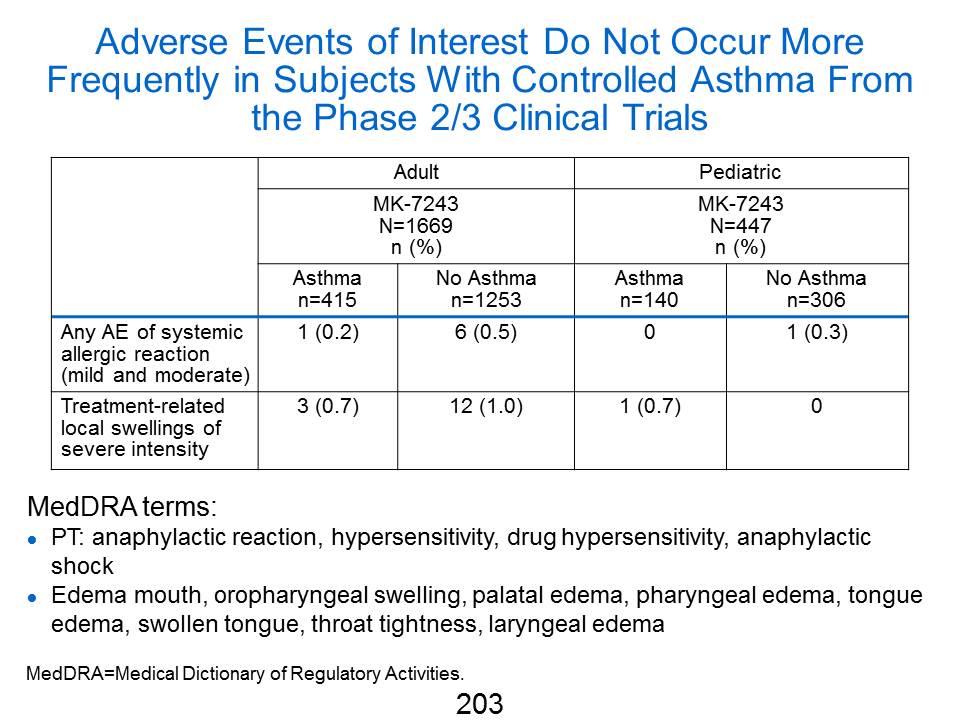 Adverse Events of Interest Do Not Occur More
Frequently in Subjects With Controlled Asthma From
the Phase 2/3 Clinical Trials
Adult
Pediatric
MK-7243
N=1669
n (%)
MK-7243
N=447
n (%)
Asthma
n=415
No Asthma
n=1253
Asthma
n=140
No Asthma
n=306
Any AE of systemic
allergic reaction
(mild and moderate)
1 (0.2)
6 (0.5)
0
1 (0.3)
Treatment-related
local swellings of
severe intensity
3 (0.7)
12 (1.0)
1 (0.7)
0
MedDRA terms:
● PT: anaphylactic reaction, hypersensitivity, drug hypersensitivity, anaphylactic
shock
● Edema mouth, oropharyngeal swelling, palatal edema, pharyngeal edema, tongue
edema, swollen tongue, throat tightness, laryngeal edema
MedDRA=Medical Dictionary of Regulatory Activities.
203